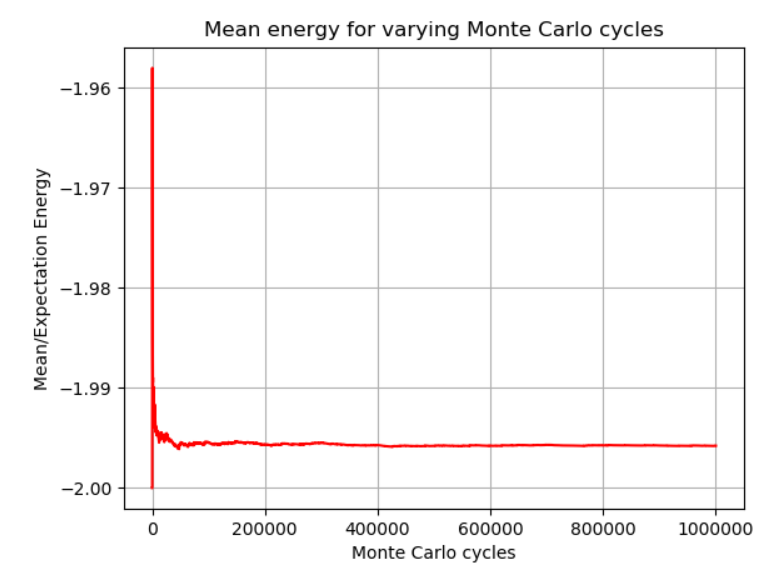 Mean energy for varying Monte Carlo cycles
Mean/Expectation Energy
−1.96
−1.97
−1.98
−1.99
−2.00
0 200000 400000 600000 800000 1000000
Monte Carlo cycles